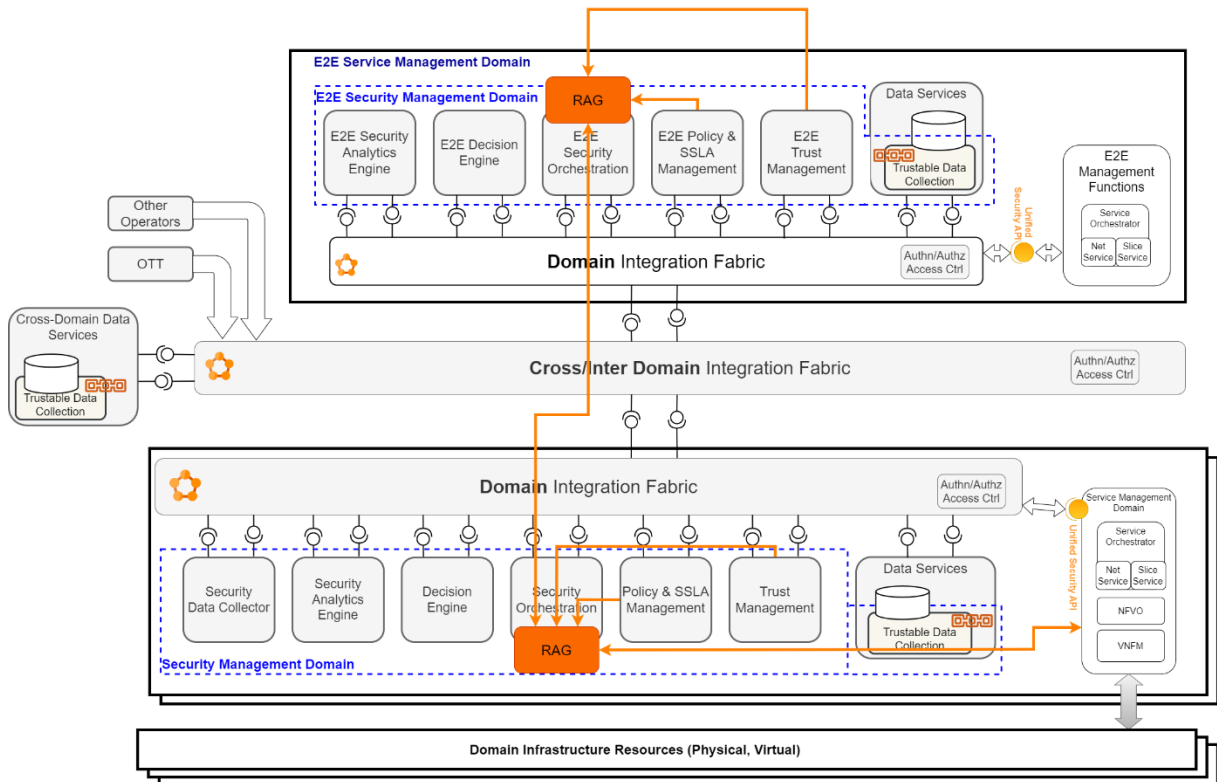 E2E Service Management Domain
E2E Security Management Domain
RAG
E2E Security
Analytics
Engine
E2E Decision
Engine
E2E
Security
Orchestration
E2E Policy &
SSLA
Management
E2E
Trust
Management
Data Services
Trustable Data
Collection
Unified
Security API
E2E
Management
Functions
Service
Orchestrator
Net
Service
Slice
Service
Domain Integration Fabric
Authn/Authz
Access Ctrl
Other
Operators
OTT
Cross-Domain Data
Services
Trustable Data
Collection
Cross/Inter Domain Integration Fabric
Authn/Authz
Access Ctrl
Domain Integration Fabric
Authn/Authz
Access Ctrl
Service Management
Domain
Service
Orchestrator
Net
Service
Slice
Service
NFVO
VNFM
Unified Security API
Security
Data Collector
Security
Analytics
Engine
Decision
Engine
Security
Orchestration
Policy & SSLA
Management
Trust
Management
Data Services
Trustable Data
Collection
RAG
Security Management Domain
Domain Infrastructure Resources (Physical, Virtual)